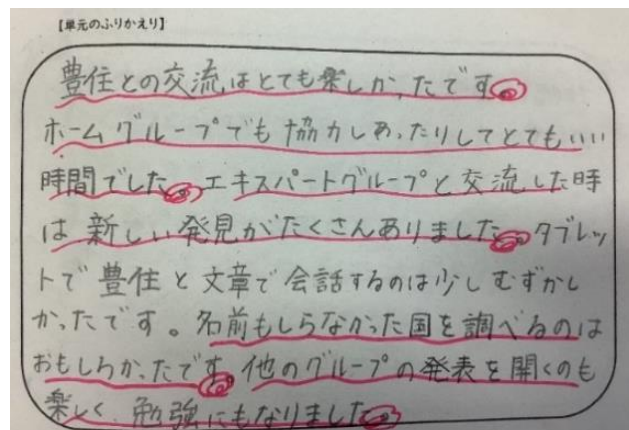 【単元のふりかえり】
豊住との交流はとても楽しかったです。
ホームグループでも協力しあったりしてとてもいい
時間でした。エキスパートグループと交流した時
は新しい発見がたくさんありました。タブレッ
トで豊住と文章で会話するのは少しむずかし
かったです。名前もしらなかった国を調べるのは
おもしろかったです。他のグループの発表を開くのも
楽しく、勉強にもなりました。